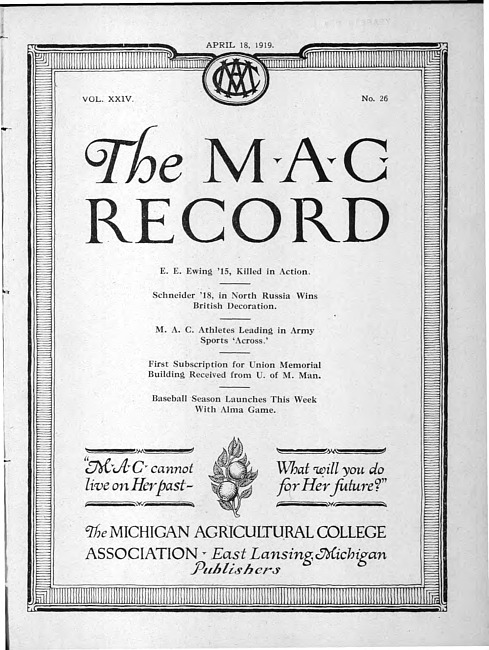 APRIL 18, 1919.
MAC
VOL. XXIV.
No. 26
The M·A·C·
RECORD
E. E. Ewing '15, Killed in Action.
Schneider '18, in North Russia Wins
British Decoration.
M. A. C. Athletes Leading in Army
Sports 'Across.'
First Subscription for Union Memorial
Building Received from U. of M. Man.
Baseball Season Launches This Week
With Alma Game.
"M·A·C· cannot
live on Her past–
What will you do
for Her future?"
The MICHIGAN AGRICULTURAL COLLEGE
ASSOCIATION · East Lansing, Michigan
Publishers